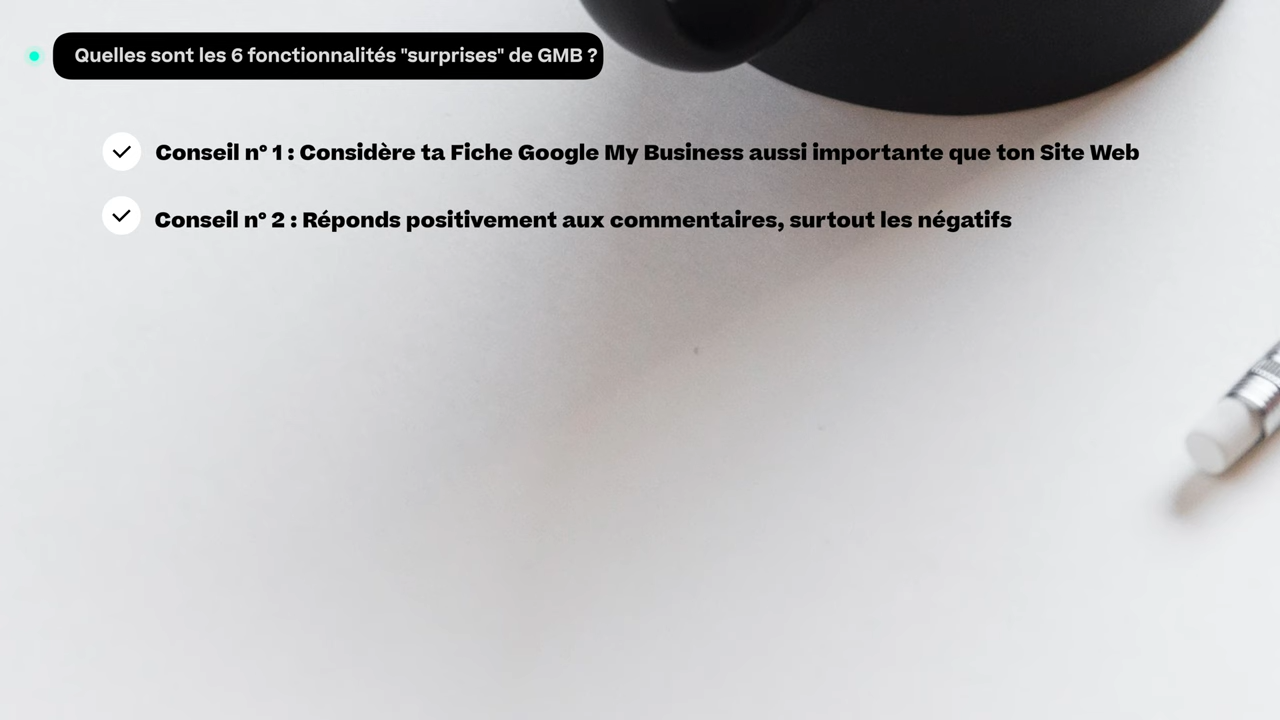 Quelles sont les 6 fonctionnalités "surprises" de GMB ?
Conseil n° 1 : Considère ta Fiche Google My Business aussi importante que ton Site Web
Conseil n° 2 : Réponds positivement aux commentaires, surtout les négatifs